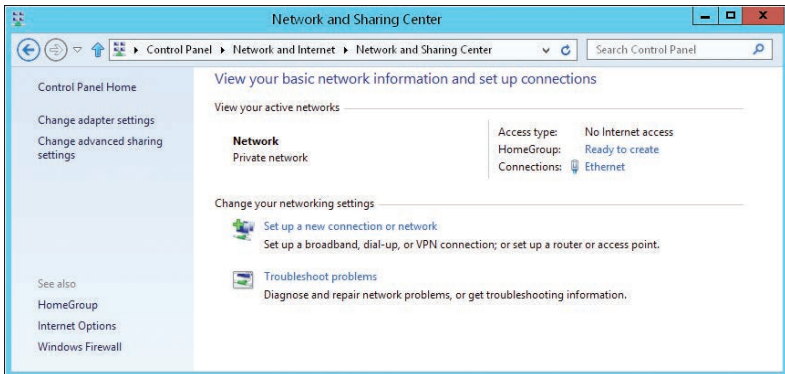 Network and Sharing Center
Control Panel Network and Internet Network and Sharing Center
Search Control Panel
Control Panel Home
Change adapter settings
Change advanced sharing
settings
See also
HomeGroup
Internet Options
Windows Firewall
View your basic network information and set up connections
View your active networks
Network
Private network
Access type: No Internet access
HomeGroup: Ready to create
Connections: Ethernet
Change your networking settings
Set up a new connection or network
Set up a broadband, dial-up, or VPN connection; or set up a router or access point.
Troubleshoot problems
Diagnose and repair network problems, or get troubleshooting information.